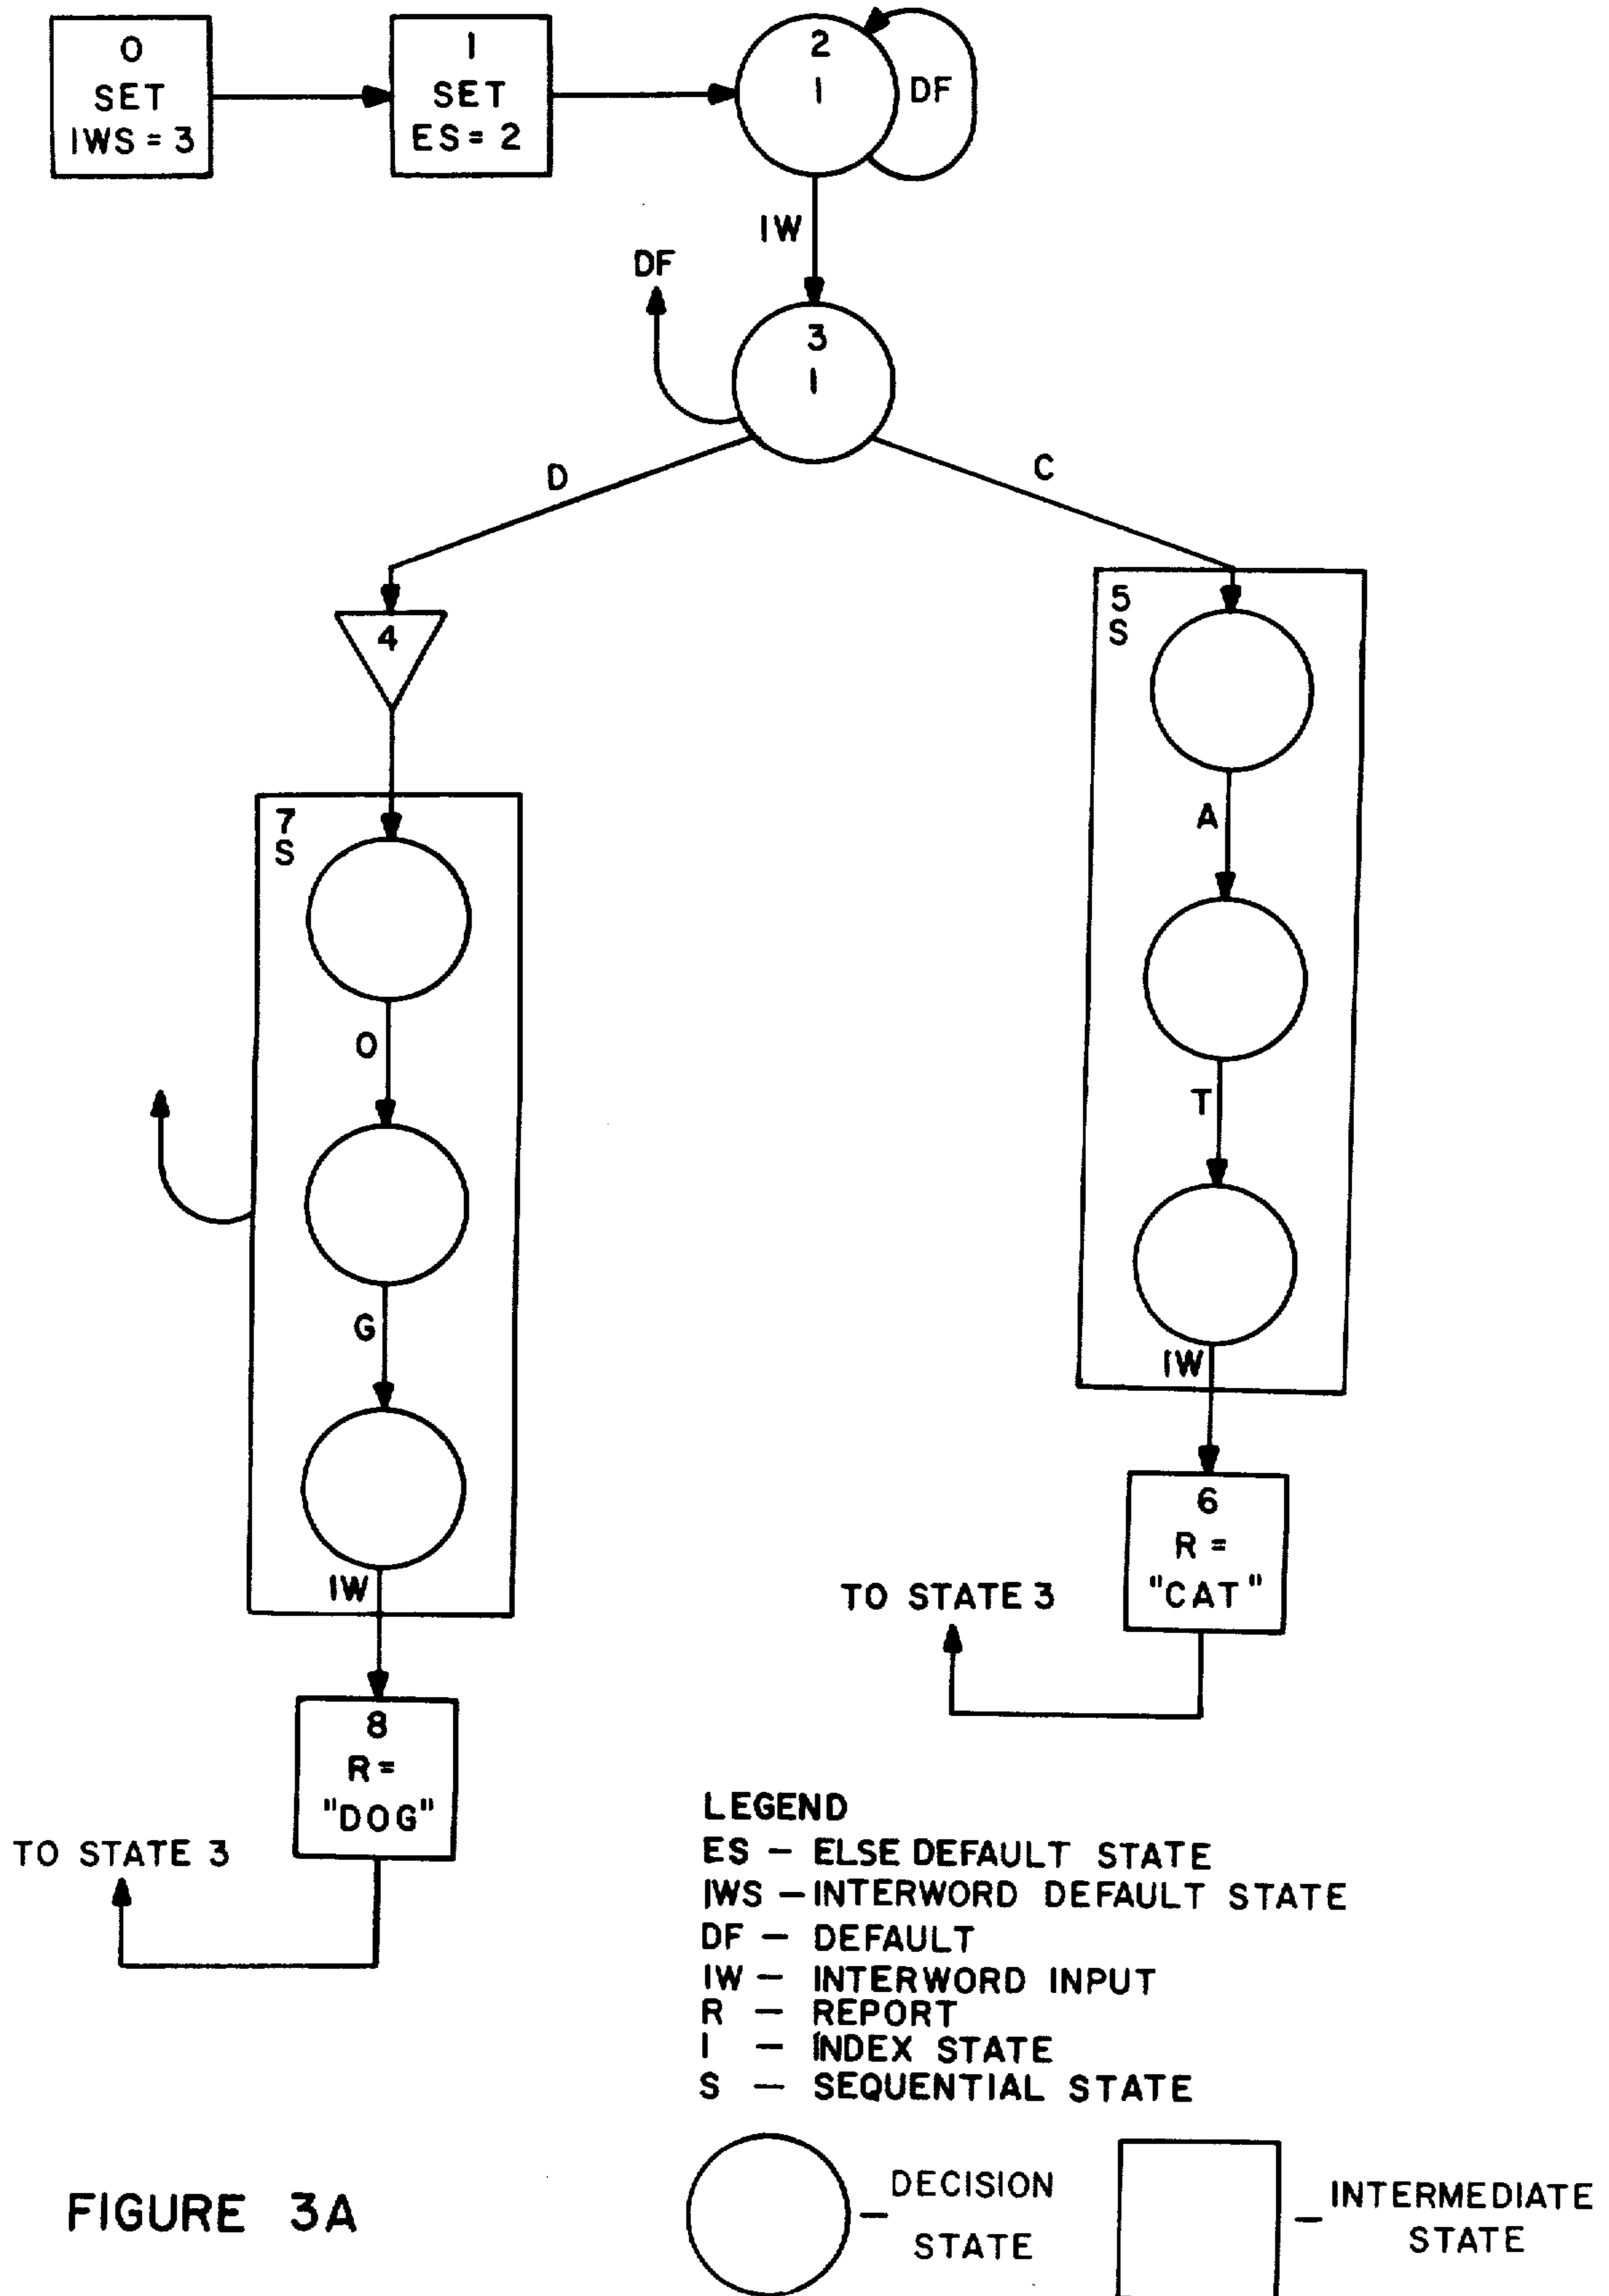 0
SET
IWS = 3
1
SET
ES = 2
2
I
DF
IW
DF
3
I
D
C
4
5
S
A
T
IW
7
S
O
G
IW
6
R =
"CAT"
TO STATE 3
8
R =
"DOG"
TO STATE 3
LEGEND
ES – ELSE DEFAULT STATE
IWS – INTERWORD DEFAULT STATE
DF – DEFAULT
IW – INTERWORD INPUT
R – REPORT
I – INDEX STATE
S – SEQUENTIAL STATE
– DECISION
STATE
– INTERMEDIATE
STATE
FIGURE 3A